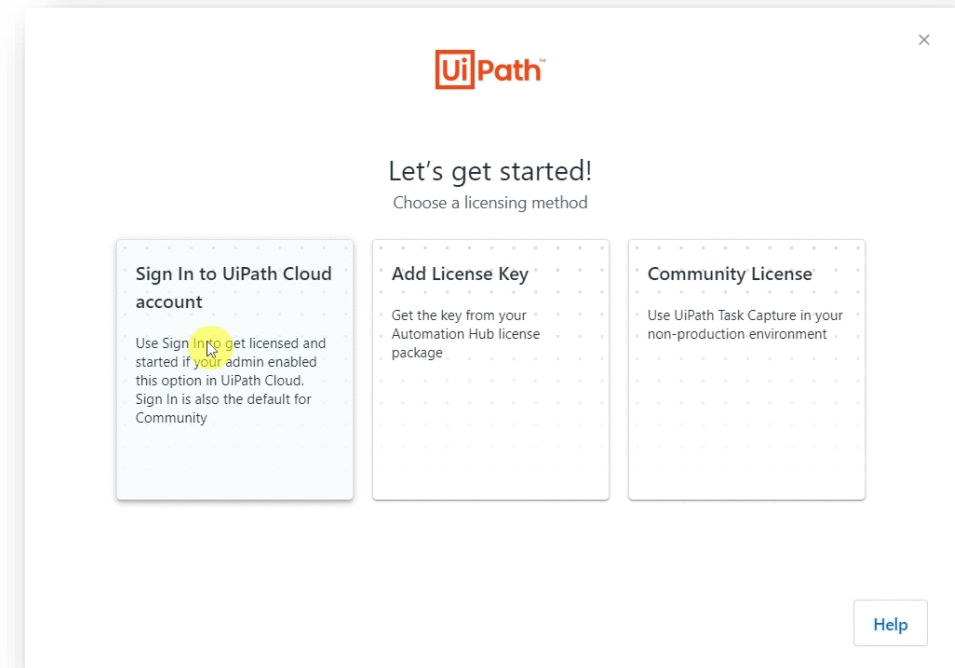 UiPath™
Let's get started!
Choose a licensing method
Sign In to UiPath Cloud
account
Use Sign In to get licensed and
started if your admin enabled
this option in UiPath Cloud.
Sign In is also the default for
Community
Add License Key
Get the key from your
Automation Hub license
package
Community License
Use UiPath Task Capture in your
non-production environment
Help